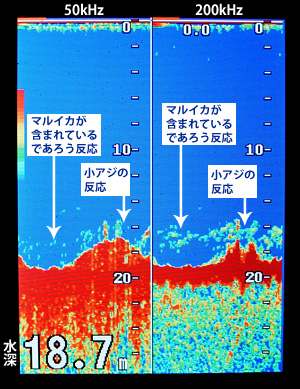 50kHz
200kHz
0
0.0
0
マルイカが
含まれている
であろう反応
マルイカが
含まれている
であろう反応
10
10
小アジの
反応
小アジの
反応
20
20
水深
18.7m